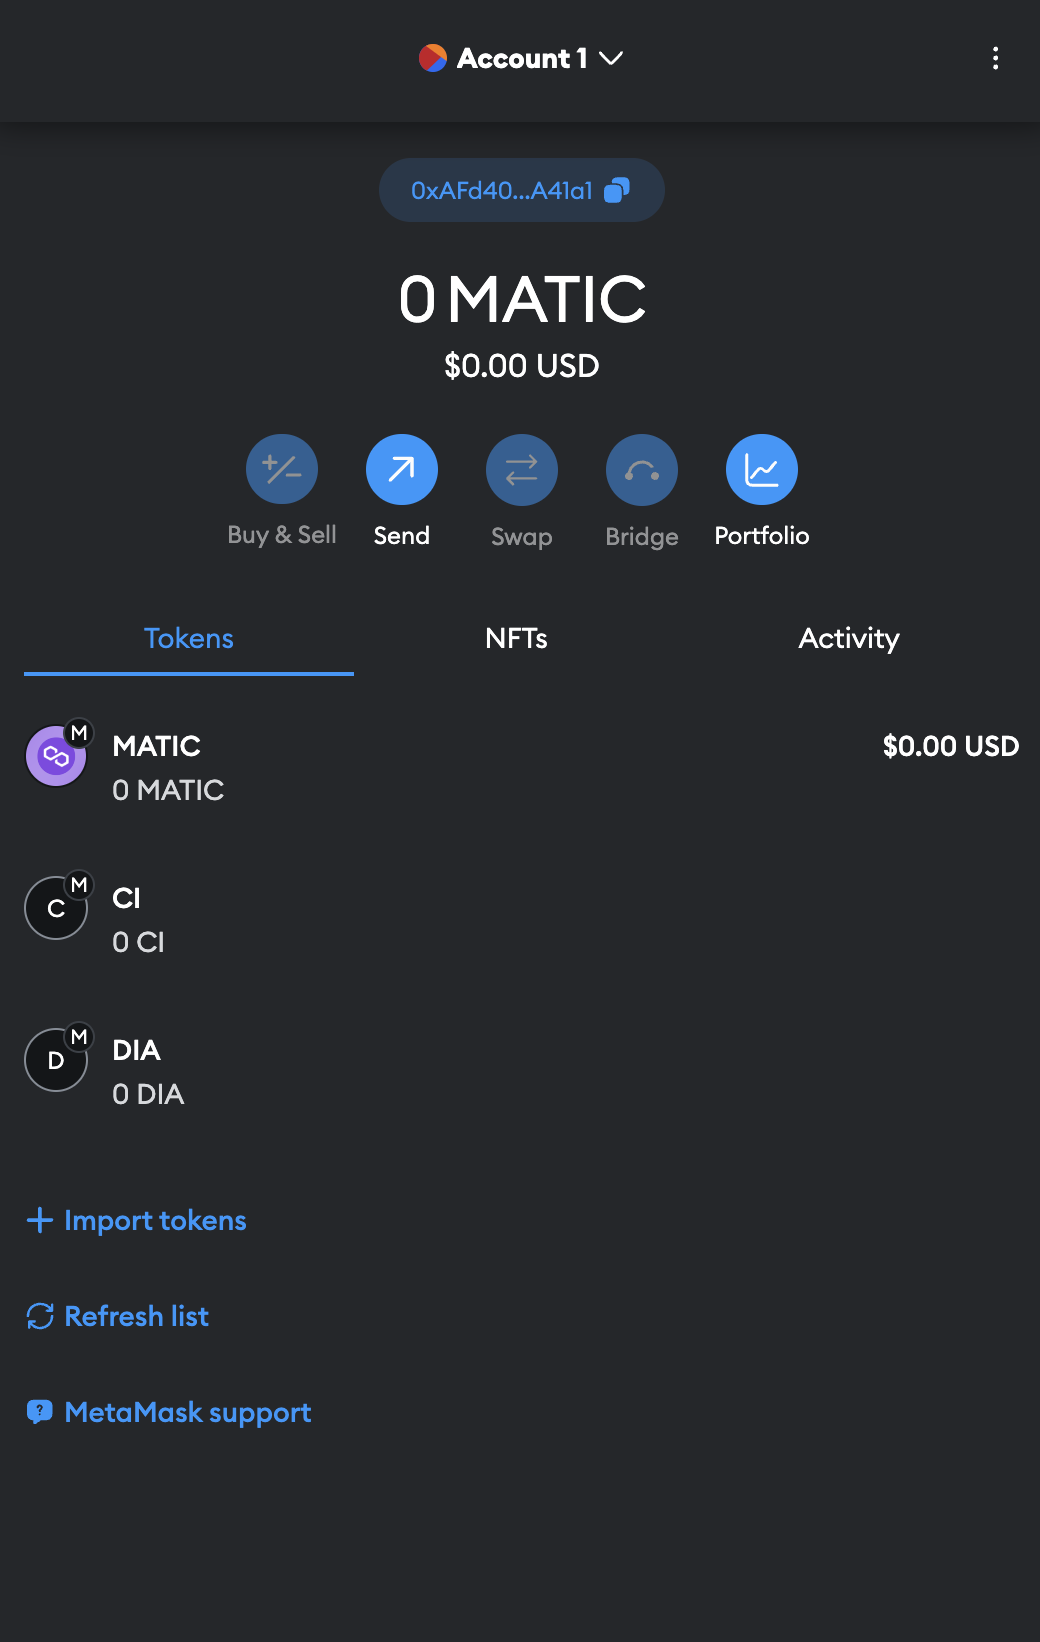 Account 1
0xAFd40...A41a1
0 MATIC
$0.00 USD
Buy & Sell
Send
Swap
Bridge
Portfolio
Tokens
NFTs
Activity
M
MATIC
$0.00 USD
0 MATIC
M
C
CI
0 CI
M
D
DIA
0 DIA
Import tokens
Refresh list
? MetaMask support